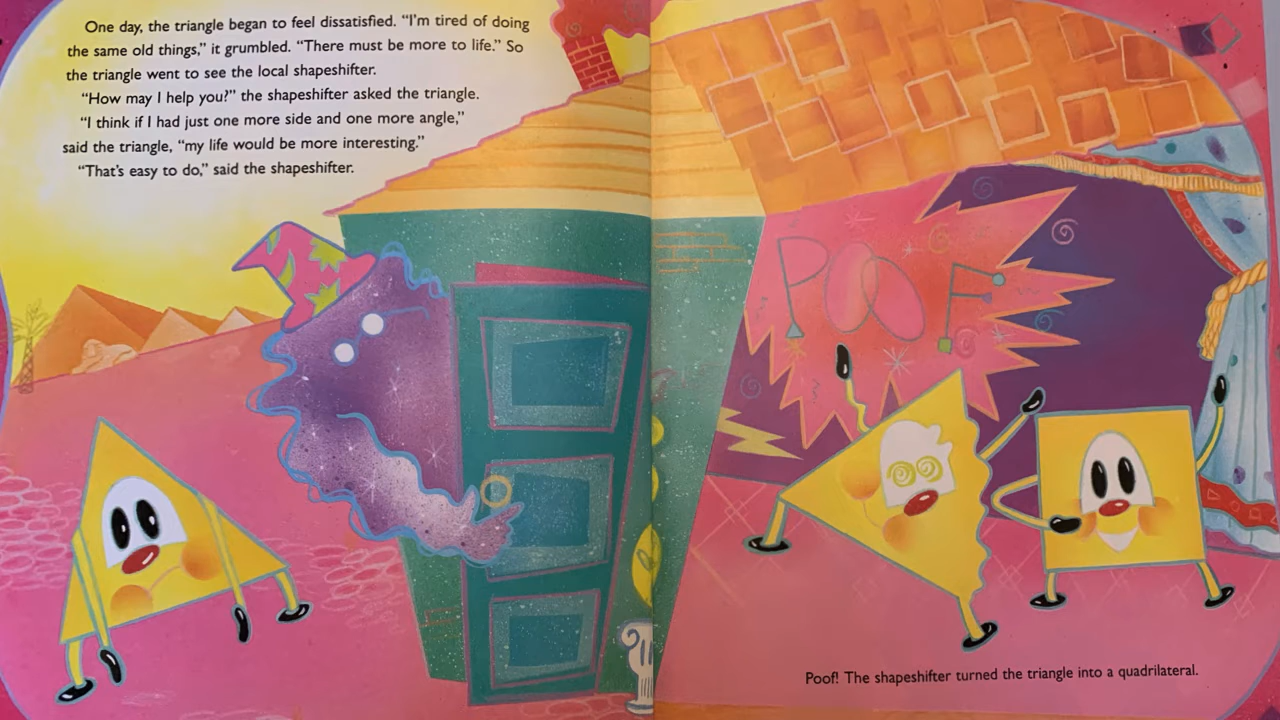 One day, the triangle began to feel dissatisfied. “I’m tired of doing
the same old things,” it grumbled. “There must be more to life.” So
the triangle went to see the local shapeshifter.
“How may I help you?” the shapeshifter asked the triangle.
“I think if I had just one more side and one more angle,”
said the triangle, “my life would be more interesting.”
“That’s easy to do,” said the shapeshifter.
POOF
Poof! The shapeshifter turned the triangle into a quadrilateral.